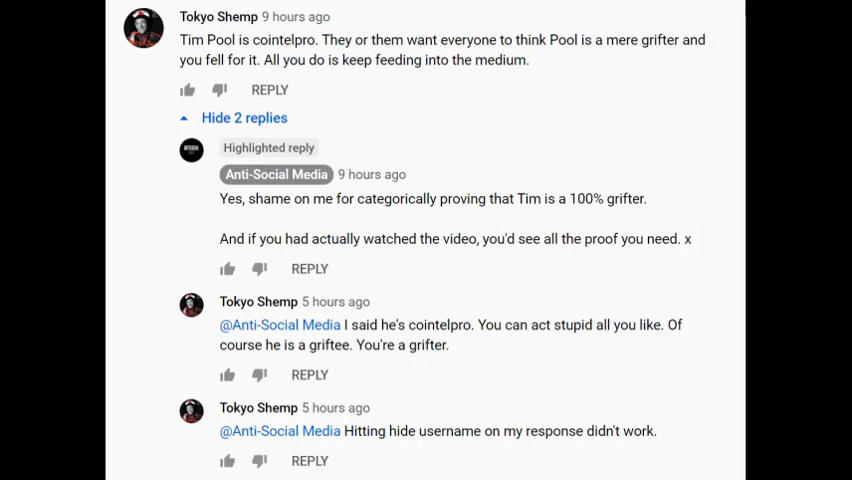 Tokyo Shemp 9 hours ago
Tim Pool is cointelpro. They or them want everyone to think Pool is a mere grifter and
you fell for it. All you do is keep feeding into the medium.
REPLY
Hide 2 replies
Highlighted reply
Anti-Social Media 9 hours ago
Yes, shame on me for categorically proving that Tim is a 100% grifter.
And if you had actually watched the video, you'd see all the proof you need. x
REPLY
Tokyo Shemp 5 hours ago
@Anti-Social Media I said he's cointelpro. You can act stupid all you like. Of
course he is a griftee. You're a grifter.
REPLY
Tokyo Shemp 5 hours ago
@Anti-Social Media Hitting hide username on my response didn't work.
REPLY